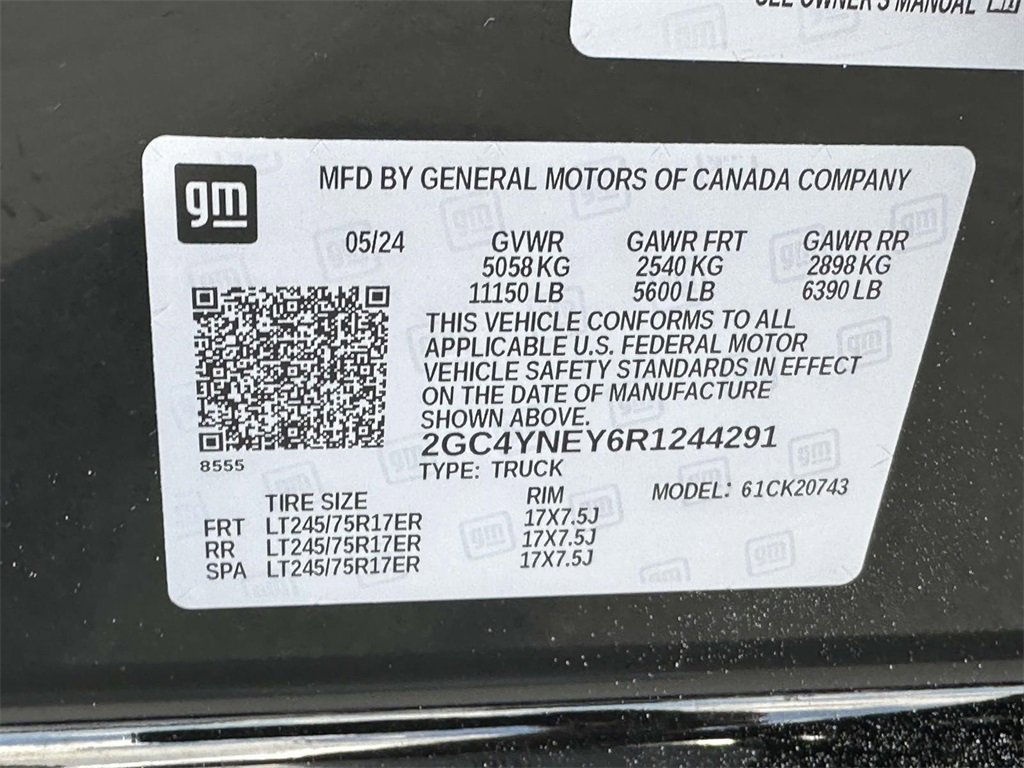 SEE OWNER'S MANUAL
gm
MFD BY GENERAL MOTORS OF CANADA COMPANY
05/24 GVWR GAWR FRT GAWR RR
5058 KG 2540 KG 2898 KG
11150 LB 5600 LB 6390 LB
THIS VEHICLE CONFORMS TO ALL
APPLICABLE U.S. FEDERAL MOTOR
VEHICLE SAFETY STANDARDS IN EFFECT
ON THE DATE OF MANUFACTURE
SHOWN ABOVE.
2GC4YNEY6R1244291
8555
TYPE: TRUCK
MODEL: 61CK20743
TIRE SIZE RIM
FRT LT245/75R17ER 17X7.5J
RR LT245/75R17ER 17X7.5J
SPA LT245/75R17ER 17X7.5J